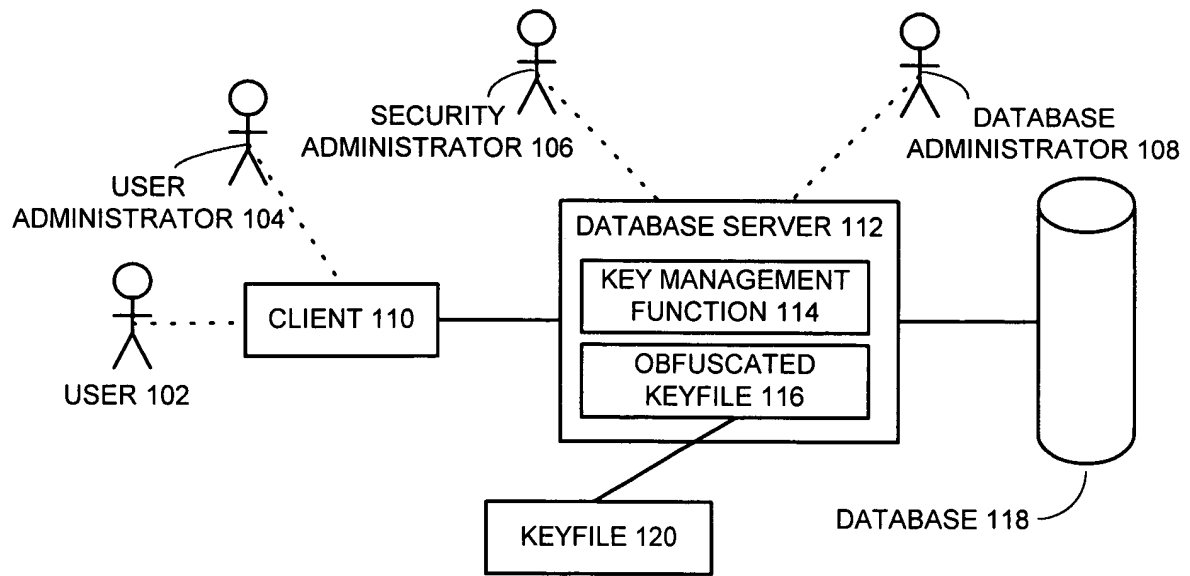 SECURITY
ADMINISTRATOR 106
DATABASE
ADMINISTRATOR 108
USER
ADMINISTRATOR 104
DATABASE SERVER 112
KEY MANAGEMENT
FUNCTION 114
CLIENT 110
OBFUSCATED
KEYFILE 116
USER 102
DATABASE 118
KEYFILE 120